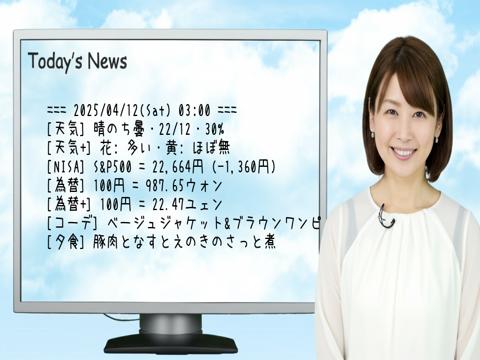 Today's News
=== 2025/04/12(Sat) 03:00 ===
[天気] 晴のち曇・22/12・30%
[天気+] 花: 多い・黄: ほぼ無
[NISA] S&P500 = 22,664円 (-1,360円)
[為替] 100円 = 987.65ウォン
[為替+] 100円 = 22.47ユェン
[コーデ] ベージュジャケット&ブラウンワンピ
[夕食] 豚肉となすとえのきのさっと煮